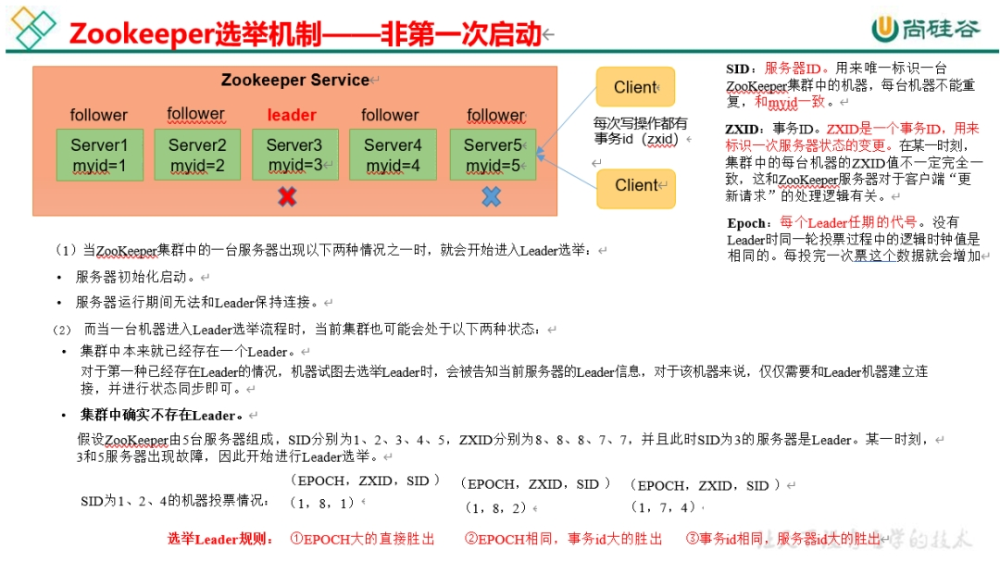 Zookeeper选举机制——非第一次启动
尚硅谷
Zookeeper Service
follower
follower
leader
follower
follower
Server1
myid=1
Server2
myid=2
Server3
myid=3
Server4
myid=4
Server5
myid=5
Client
每次写操作都有
事务id（zxid）
Client
SID：服务器ID。用来唯一标识一台
ZooKeeper集群中的机器，每台机器不能重
复，和myid一致。
ZXID：事务ID。ZXID是一个事务ID，用来
标识一次服务器状态的变更。在某一时刻，
集群中的每台机器的ZXID值不一定完全一
致，这和ZooKeeper服务器对于客户端“更
新请求”的处理逻辑有关。
Epoch：每个Leader任期的代号。没有
Leader时同一轮投票过程中的逻辑时钟值是
相同的。每投完一次票这个数据就会增加
（1）当ZooKeeper集群中的一台服务器出现以下两种情况之一时，就会开始进入Leader选举：
• 服务器初始化启动。
• 服务器运行期间无法和Leader保持连接。
（2） 而当一台机器进入Leader选举流程时，当前集群也可能会处于以下两种状态：
• 集群中本来就已经存在一个Leader。
对于第一种已经存在Leader的情况，机器试图去选举Leader时，会被告知当前服务器的Leader信息，对于该机器来说，仅仅需要和Leader机器建立连
接，并进行状态同步即可。
• 集群中确实不存在Leader。
假设ZooKeeper由5台服务器组成，SID分别为1、2、3、4、5，ZXID分别为8、8、8、7、7，并且此时SID为3的服务器是Leader。某一时刻，
3和5服务器出现故障，因此开始进行Leader选举。
（EPOCH，ZXID，SID ） （EPOCH，ZXID，SID ） （EPOCH，ZXID，SID ）
SID为1、2、4的机器投票情况： （1，8，1） （1，8，2） （1，7，4）
选举Leader规则： ①EPOCH大的直接胜出 ②EPOCH相同，事务id大的胜出 ③事务id相同，服务器id大的胜出